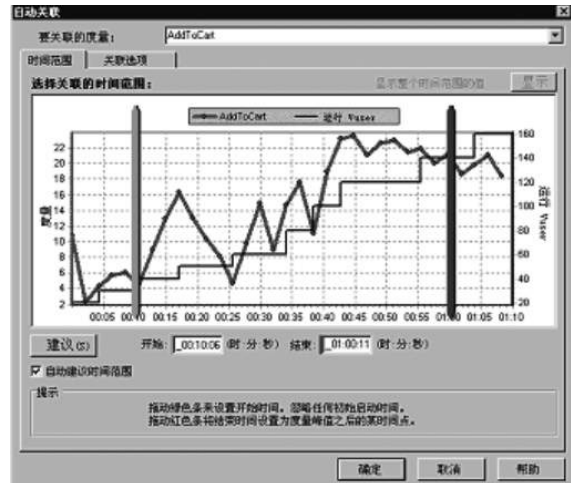 自动关联
要关联的度量： AddToCart
时间范围 关联选项
选择关联的时间范围： 显示整个时间范围的值 显示
AddToCart 运行 Vuser
度量
22
20
18
16
14
12
10
8
6
4
2
160
140
120
100
80
60
40
20
运行 Vuser
00:05 00:10 00:15 00:20 00:25 00:30 00:35 00:40 00:45 00:50 00:55 01:00 01:05 01:10
建议(S) 开始: _00:10:06 (时:分:秒) 结束: _01:00:11 (时:分:秒)
自动建议时间范围
提示
拖动绿色条来设置开始时间。忽略任何初始启动时间。
拖动红色条将结束时间设置为度量峰值之后的某时间点。
确定 取消 帮助